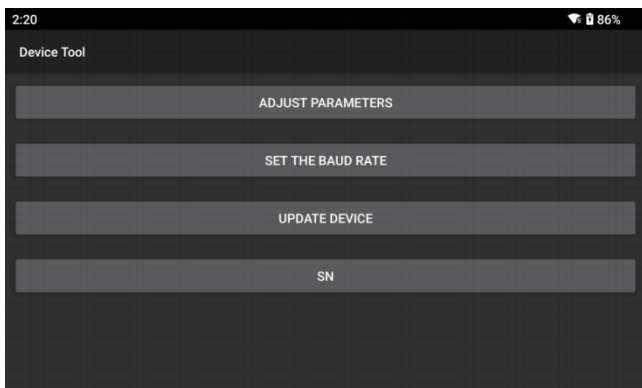 2:20 86%
Device Tool
ADJUST PARAMETERS
SET THE BAUD RATE
UPDATE DEVICE
SN